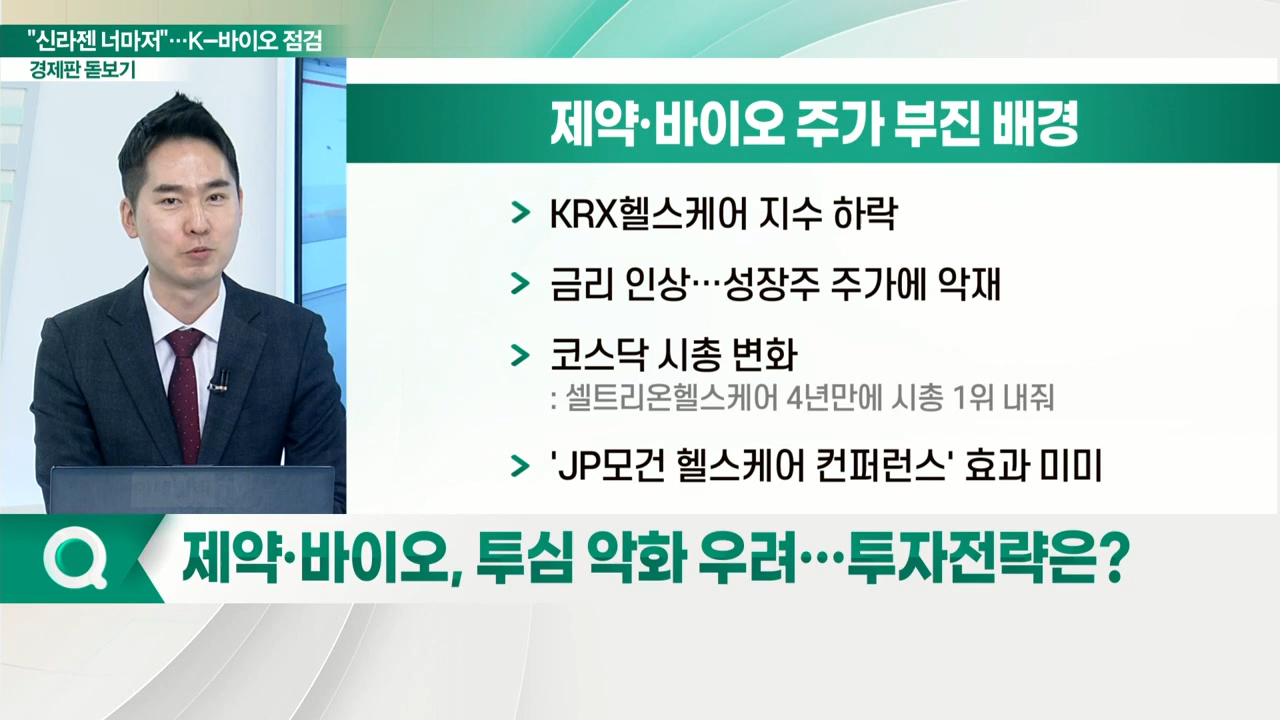 "신라젠 너마저"…K-바이오 점검
경제판 돋보기
제약·바이오 주가 부진 배경
> KRX헬스케어 지수 하락
> 금리 인상…성장주 주가에 악재
> 코스닥 시총 변화
: 셀트리온헬스케어 4년만에 시총 1위 내줘
> 'JP모건 헬스케어 컨퍼런스' 효과 미미
Q 제약·바이오, 투심 악화 우려…투자전략은?